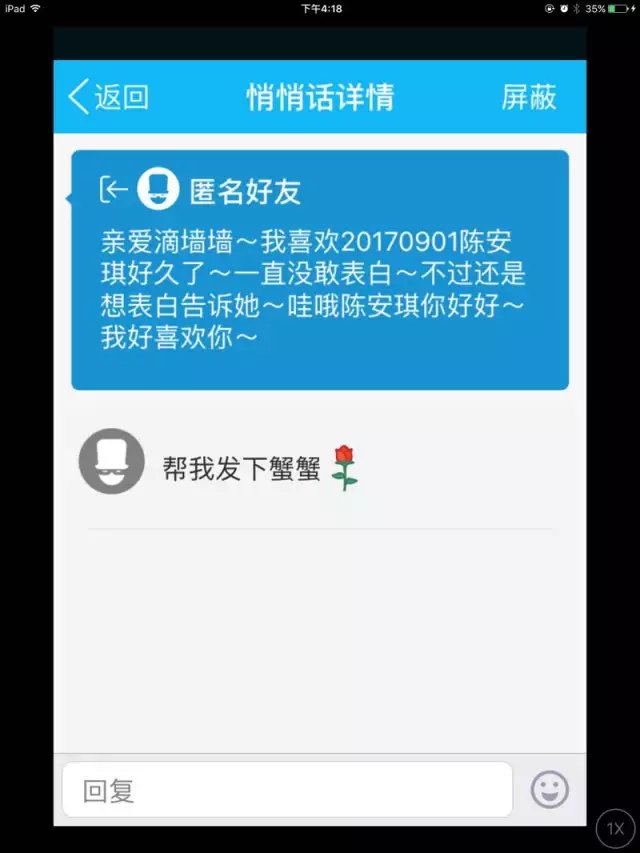 iPad 下午4:18 35%
返回 悄悄话详情 屏蔽
匿名好友
亲爱滴墙墙～我喜欢20170901陈安
琪好久了～一直没敢表白～不过还是
想表白告诉她～哇哦陈安琪你好好～
我好喜欢你～
帮我发下蟹蟹
回复
1X